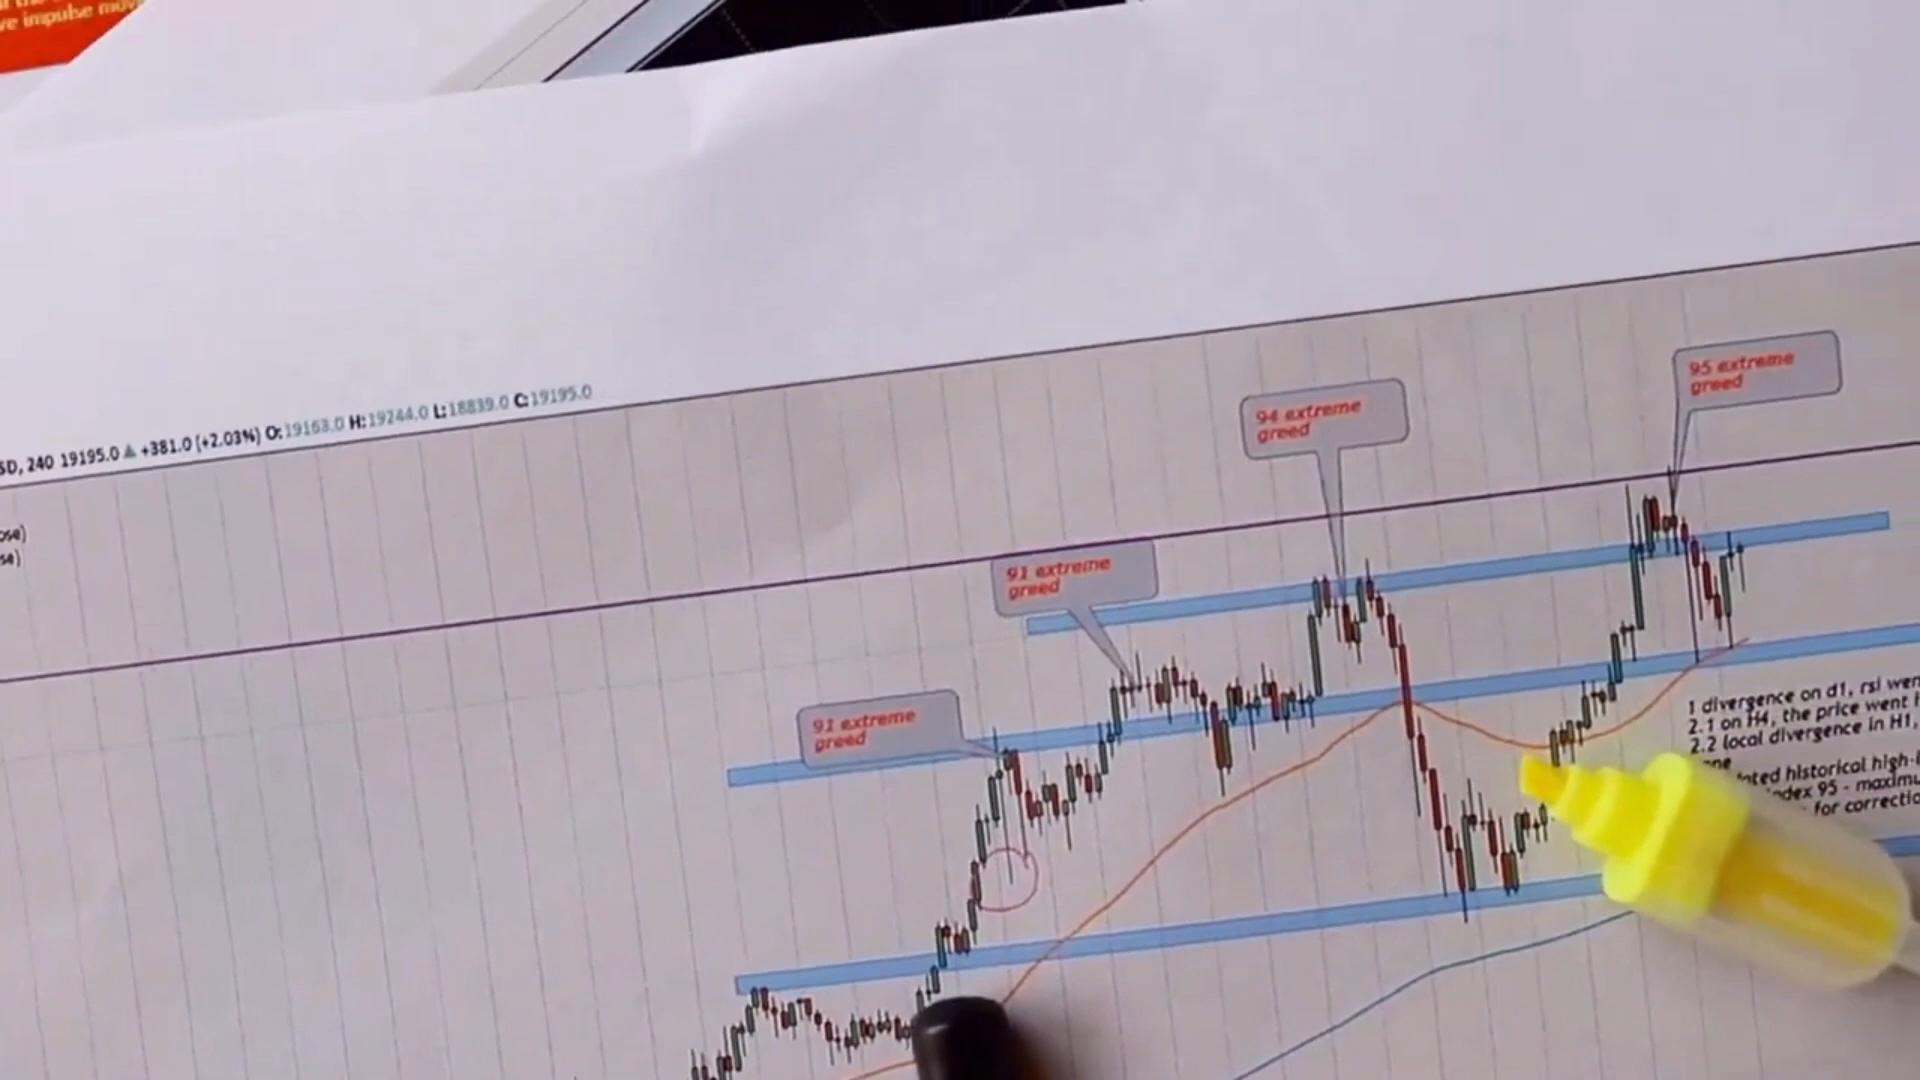 ve impulse mov
SD, 240 19195.0 ▲ +381.0 (+2.03%) O:19163.0 H:19244.0 L:18839.0 C:19195.0
ose)
se)
95 extreme
greed
94 extreme
greed
91 extreme
greed
91 extreme
greed
1 divergence on d1, rsi wen
2.1 on H4, the price went h
2.2 local divergence in H1,
historical high-
ndex 95 - maximu
for correctio